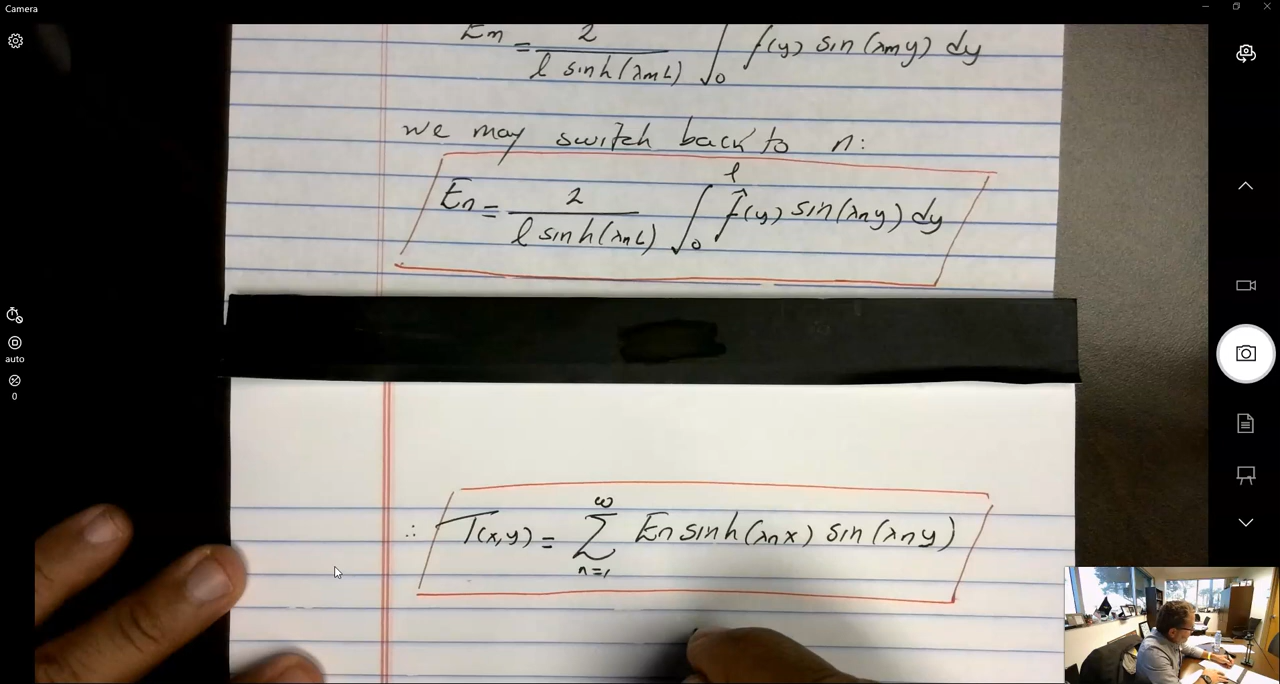 Camera
Em = 2 / l sinh(λmL) ∫0 f(y) sin(λmy) dy
we may switch back to n:
En = 2 / l sinh(λnL) ∫0^l f̂(y) sin(λny) dy
∴ T(x,y) = ∑n=1^∞ En sinh(λnx) sin(λny)
auto
0